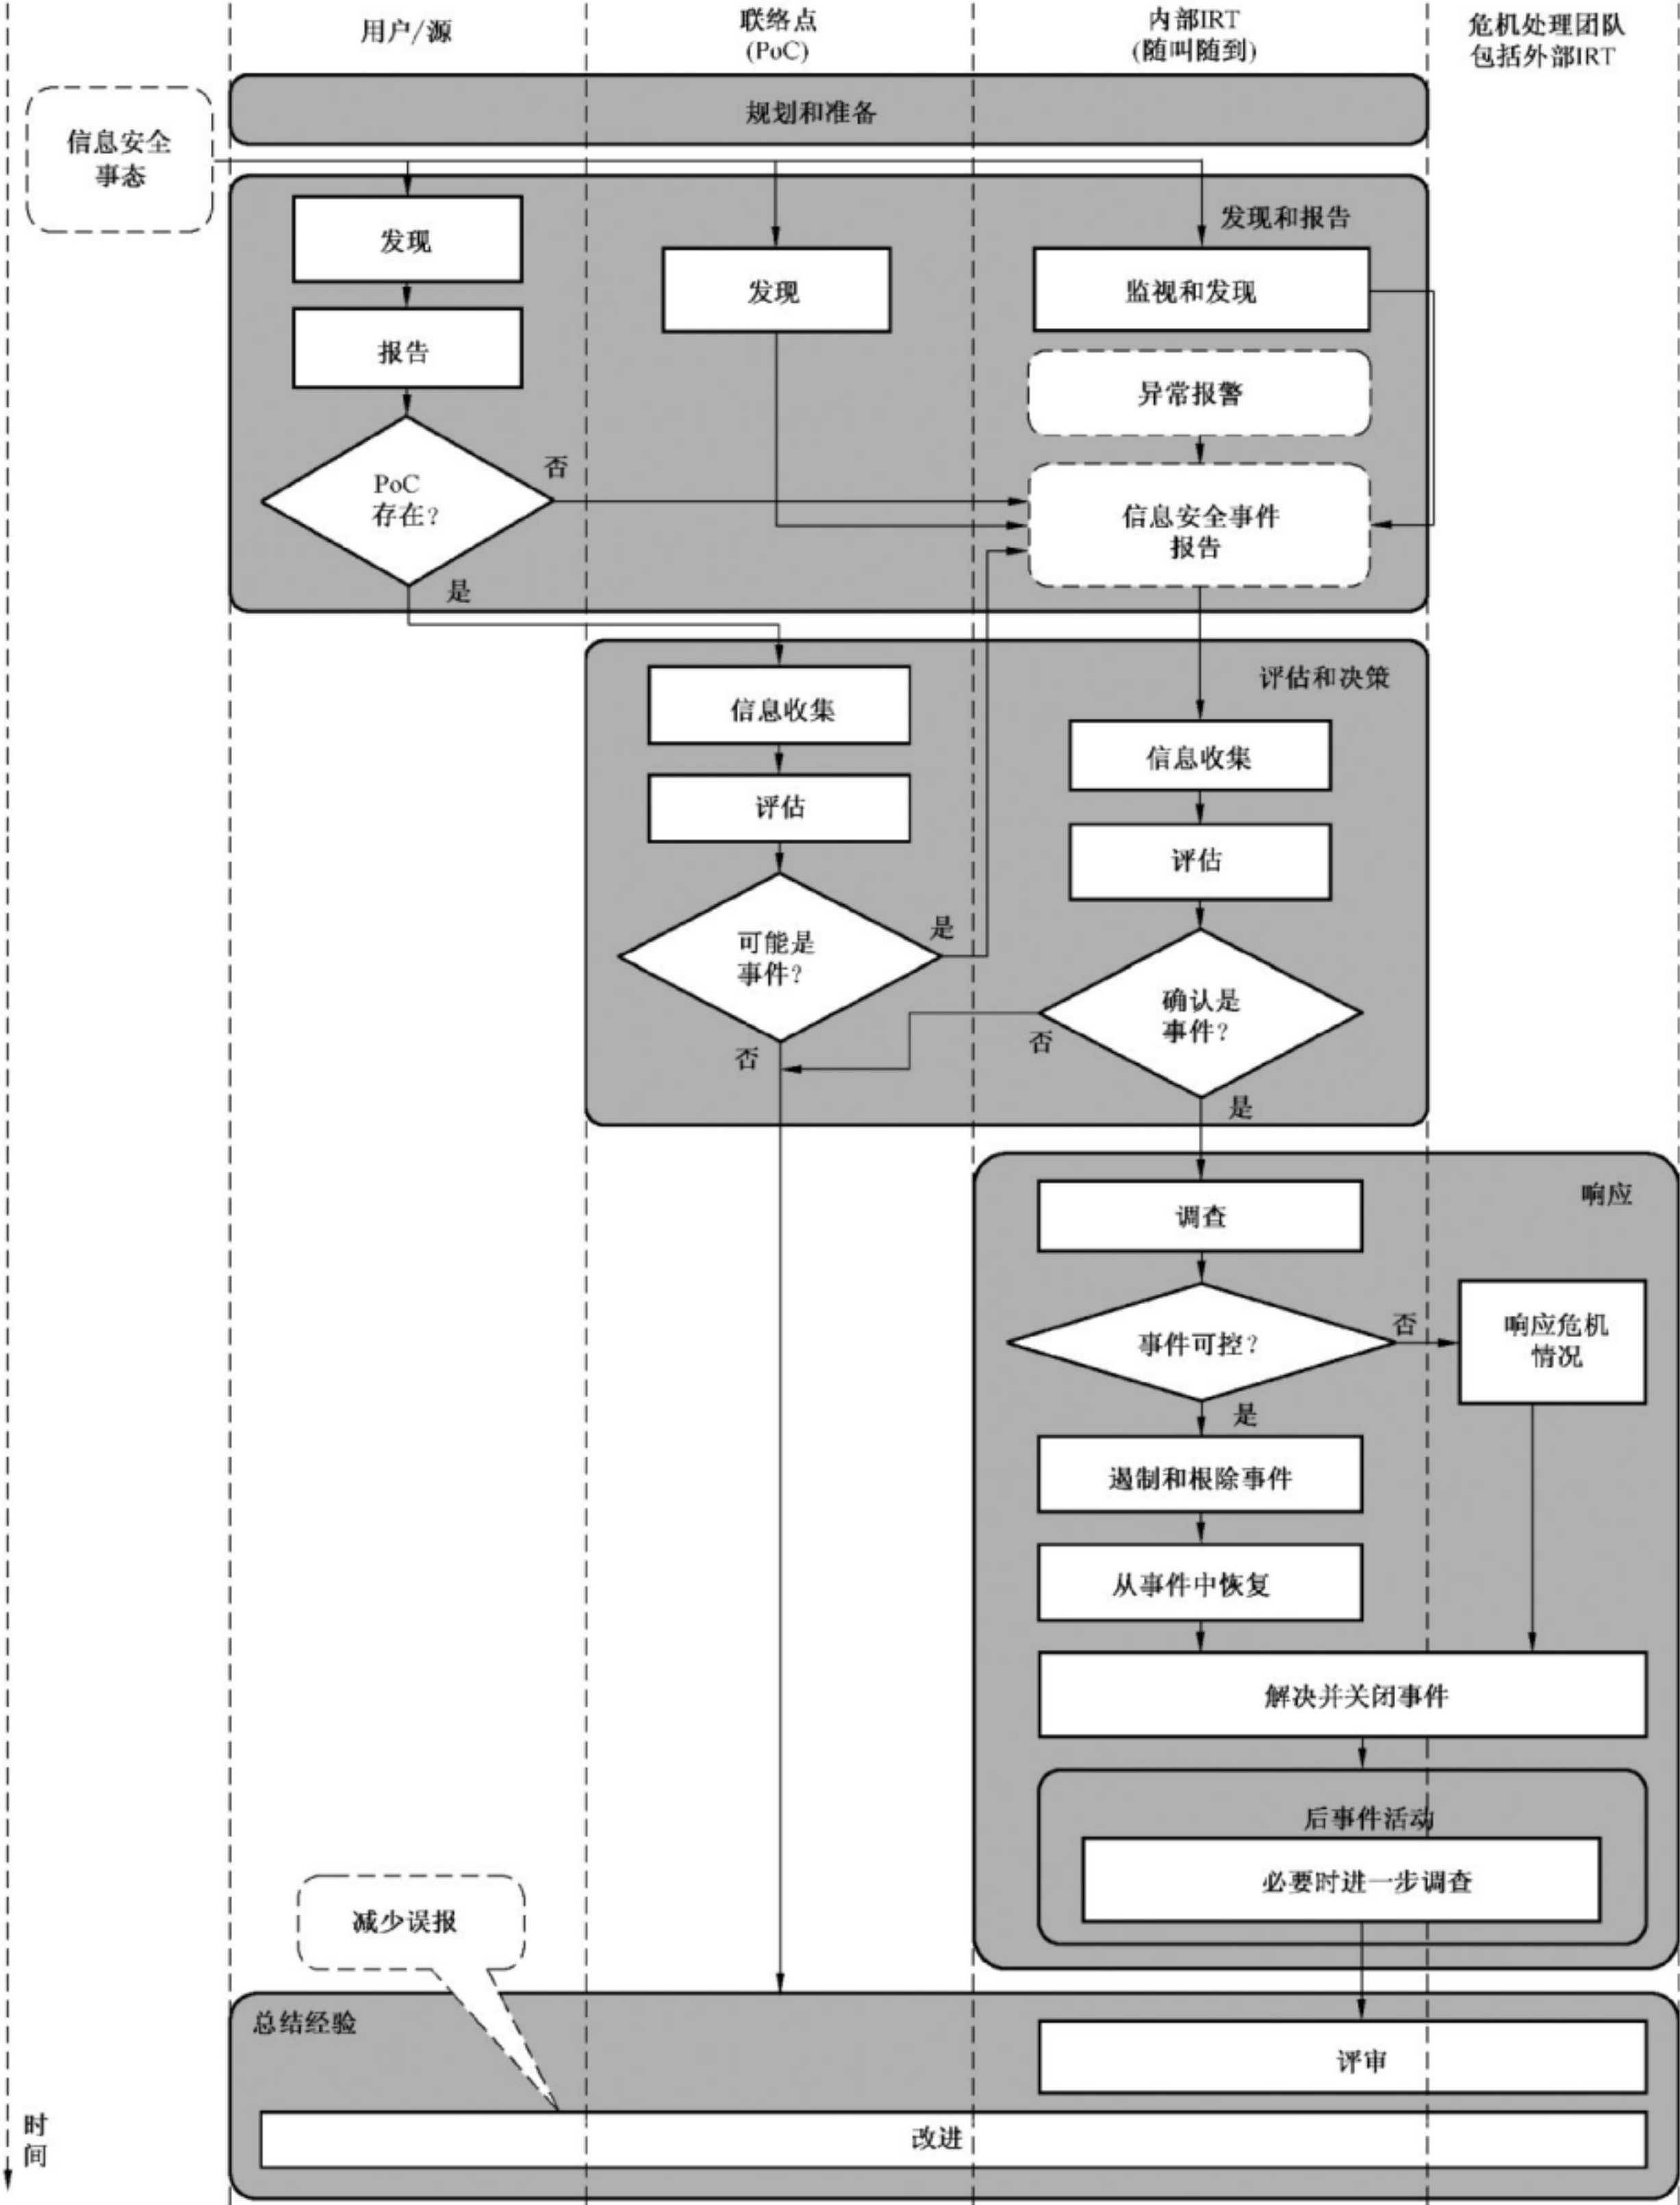 用户/源
联络点
(PoC)
内部IRT
(随叫随到)
危机处理团队
包括外部IRT
规划和准备
信息安全
事态
发现和报告
发现
发现
监视和发现
报告
异常报警
否
PoC
存在?
信息安全事件
报告
是
评估和决策
信息收集
信息收集
评估
评估
是
可能是
事件?
确认是
事件?
否
否
是
响应
调查
否
事件可控?
响应危机
情况
是
遏制和根除事件
从事件中恢复
解决并关闭事件
后事件活动
必要时进一步调查
减少误报
总结经验
评审
改进
时
间